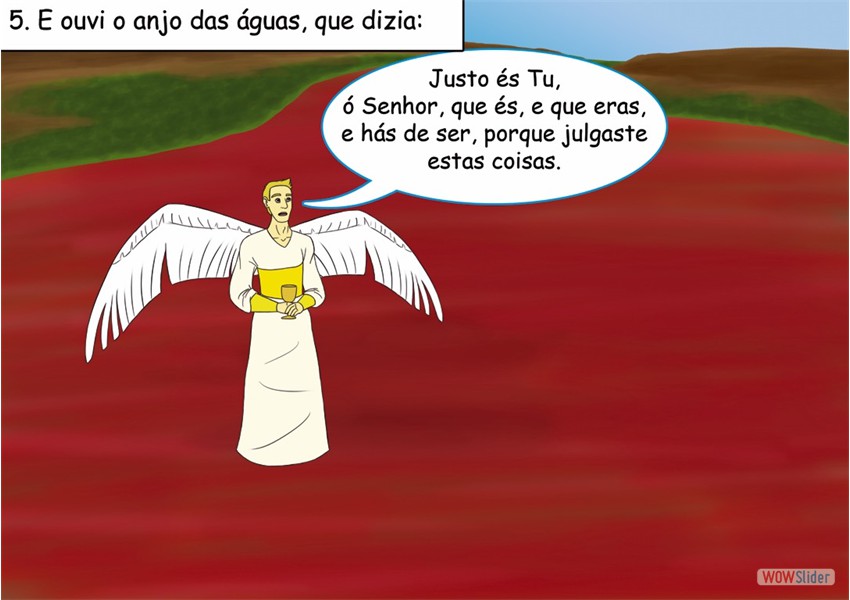 5. E ouvi o anjo das águas, que dizia:
Justo és Tu,
ó Senhor, que és, e que eras,
e hás de ser, porque julgaste
estas coisas.
WOWSlider